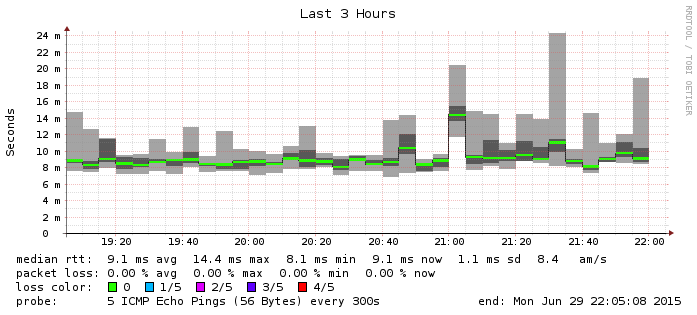 Last 3 Hours
RRDTOOL / TOBI OETIKER
Seconds
24 m
22 m
20 m
18 m
16 m
14 m
12 m
10 m
8 m
6 m
4 m
2 m
0
19:20 19:40 20:00 20:20 20:40 21:00 21:20 21:40 22:00
median rtt: 9.1 ms avg 14.4 ms max 8.1 ms min 9.1 ms now 1.1 ms sd 8.4 am/s
packet loss: 0.00 % avg 0.00 % max 0.00 % min 0.00 % now
loss color: 0 1/5 2/5 3/5 4/5
probe: 5 ICMP Echo Pings (56 Bytes) every 300s end: Mon Jun 29 22:05:08 2015